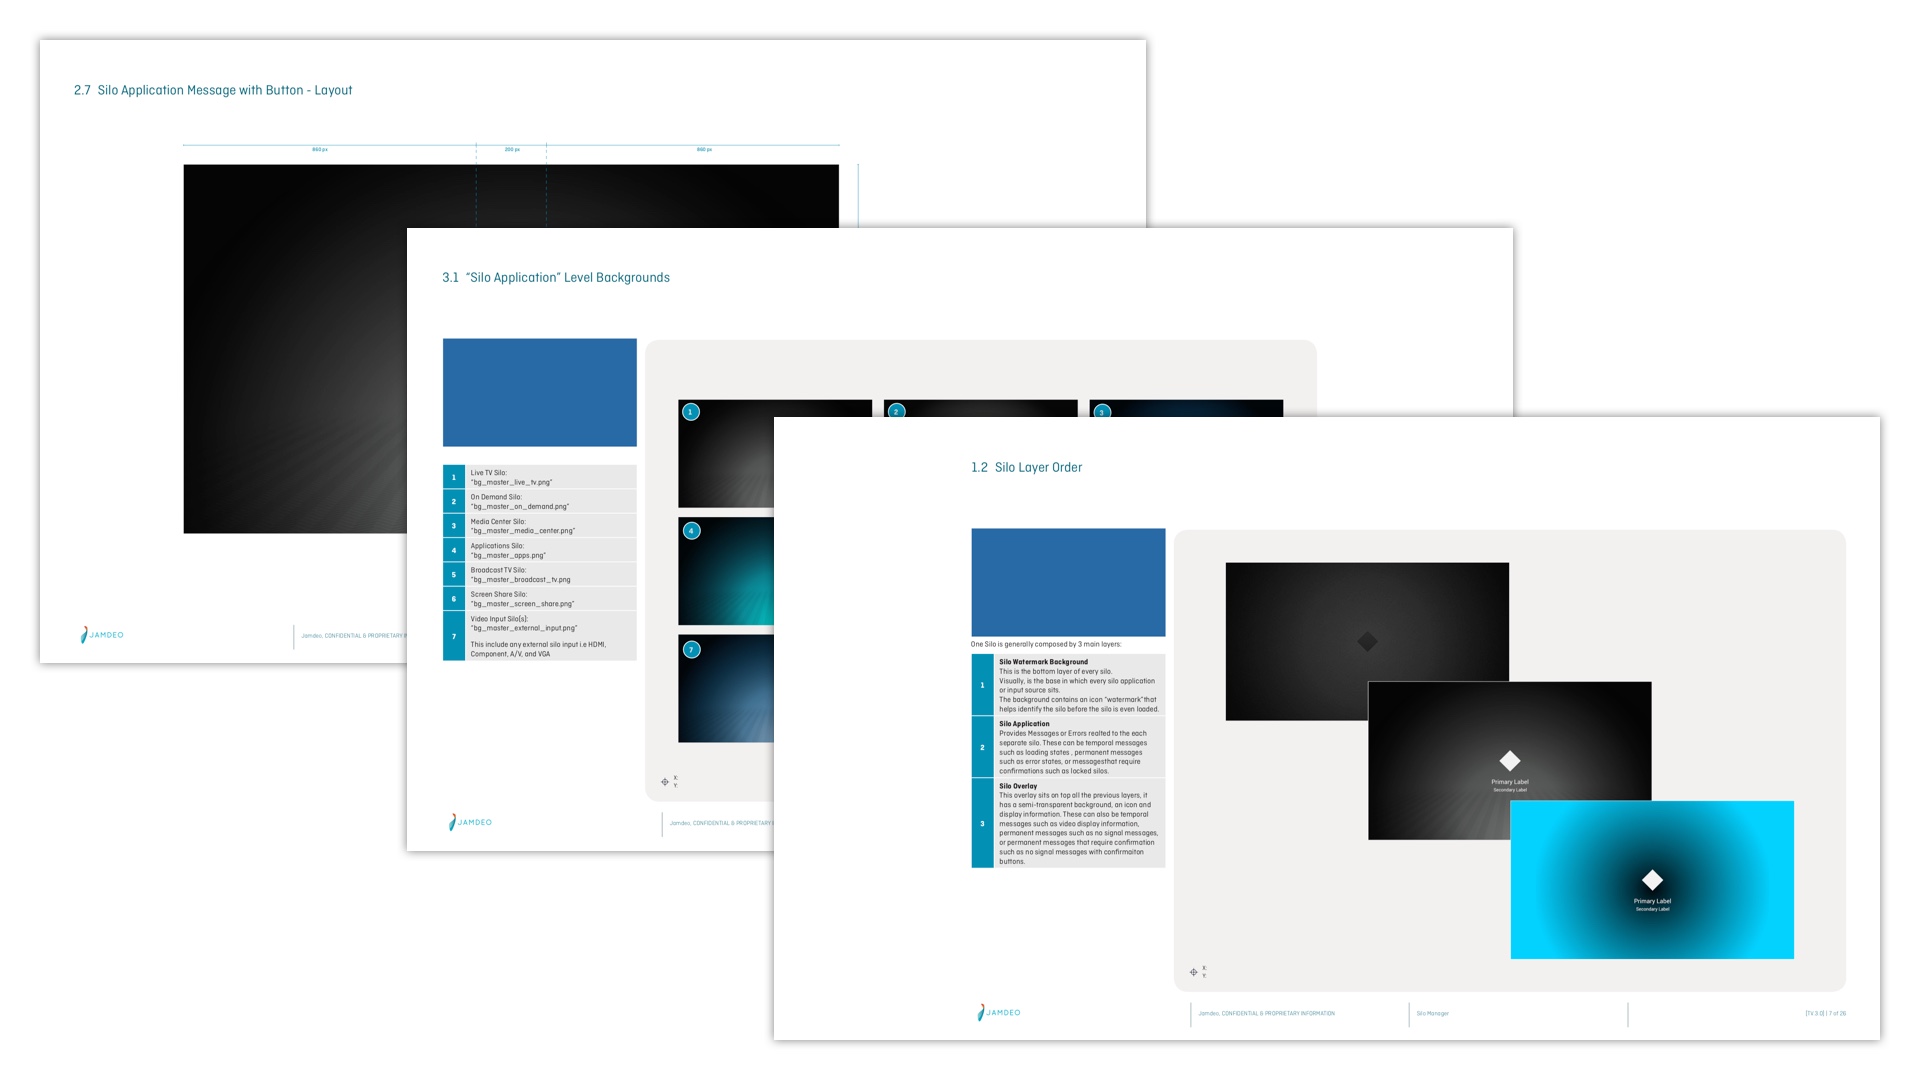 2.7 Silo Application Message with Button - Layout
860 px
200 px
860 px
JAMDEO
Jamdeo, CONFIDENTIAL & PROPRIETARY
3.1 “Silo Application” Level Backgrounds
1
Live TV Silo:
"bg_master_live_tv.png"
2
On Demand Silo:
"bg_master_on_demand.png"
3
Media Center Silo:
"bg_master_media_center.png"
4
Applications Silo:
"bg_master_apps.png"
5
Broadcast TV Silo:
"bg_master_broadcast_tv.png
6
Screen Share Silo:
"bg_master_screen_share.png"
7
Video Input Silo(s):
"bg_master_external_input.png"
This include any external silo input i.e HDMI,
Component, A/V, and VGA
1
2
3
4
7
X:
Y:
JAMDEO
Jamdeo, CONFIDENTIAL & PROPRIETARY
1.2 Silo Layer Order
One Silo is generally composed by 3 main layers:
1
Silo Watermark Background
This is the bottom layer of every silo.
Visually, is the base in which every silo application
or input source sits.
The background contains an icon "watermark"that
helps identify the silo before the silo is even loaded.
2
Silo Application
Provides Messages or Errors realted to the each
separate silo. These can be temporal messages
such as loading states , permanent messages
such as error states, or messagesthat require
confirmations such as locked silos.
3
Silo Overlay
This overlay sits on top all the previous layers, it
has a semi-transparent background, an icon and
display information. These can also be temporal
messages such as video display information,
permanent messages such as no signal messages,
or permanent messages that require confirmation
such as no signal messages with confirmaiton
buttons.
Primary Label
Secondary Label
Primary Label
Secondary Label
X:
Y:
JAMDEO
Jamdeo, CONFIDENTIAL & PROPRIETARY INFORMATION
Silo Manager
[TV 3.0] | 7 of 26